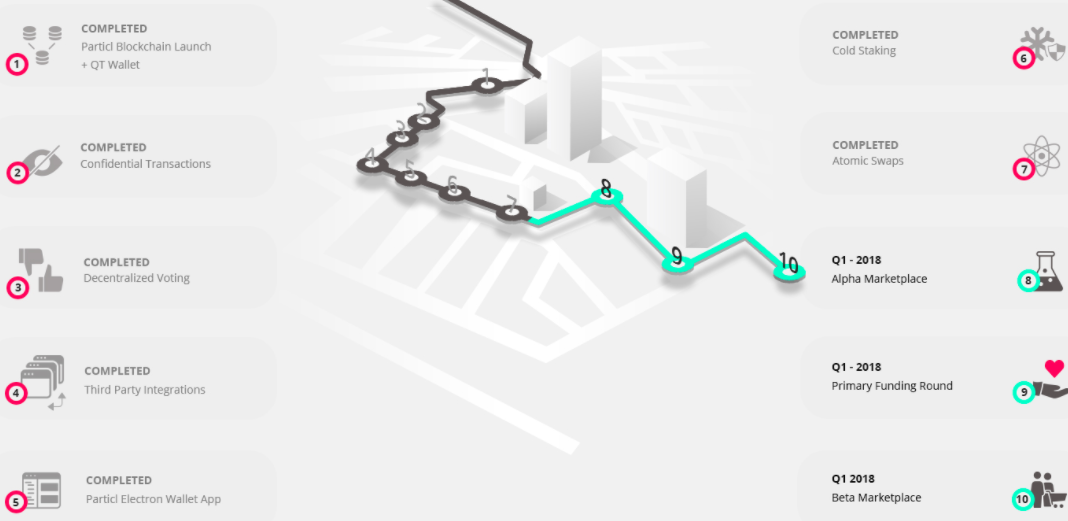 COMPLETED
Particl Blockchain Launch
+ QT Wallet
1
COMPLETED
Confidential Transactions
2
COMPLETED
Decentralized Voting
3
COMPLETED
Third Party Integrations
4
COMPLETED
Particl Electron Wallet App
5
1
2
3
4
5
6
7
8
9
10
COMPLETED
Cold Staking
6
COMPLETED
Atomic Swaps
7
Q1 - 2018
Alpha Marketplace
8
Q1 - 2018
Primary Funding Round
9
Q1 2018
Beta Marketplace
10